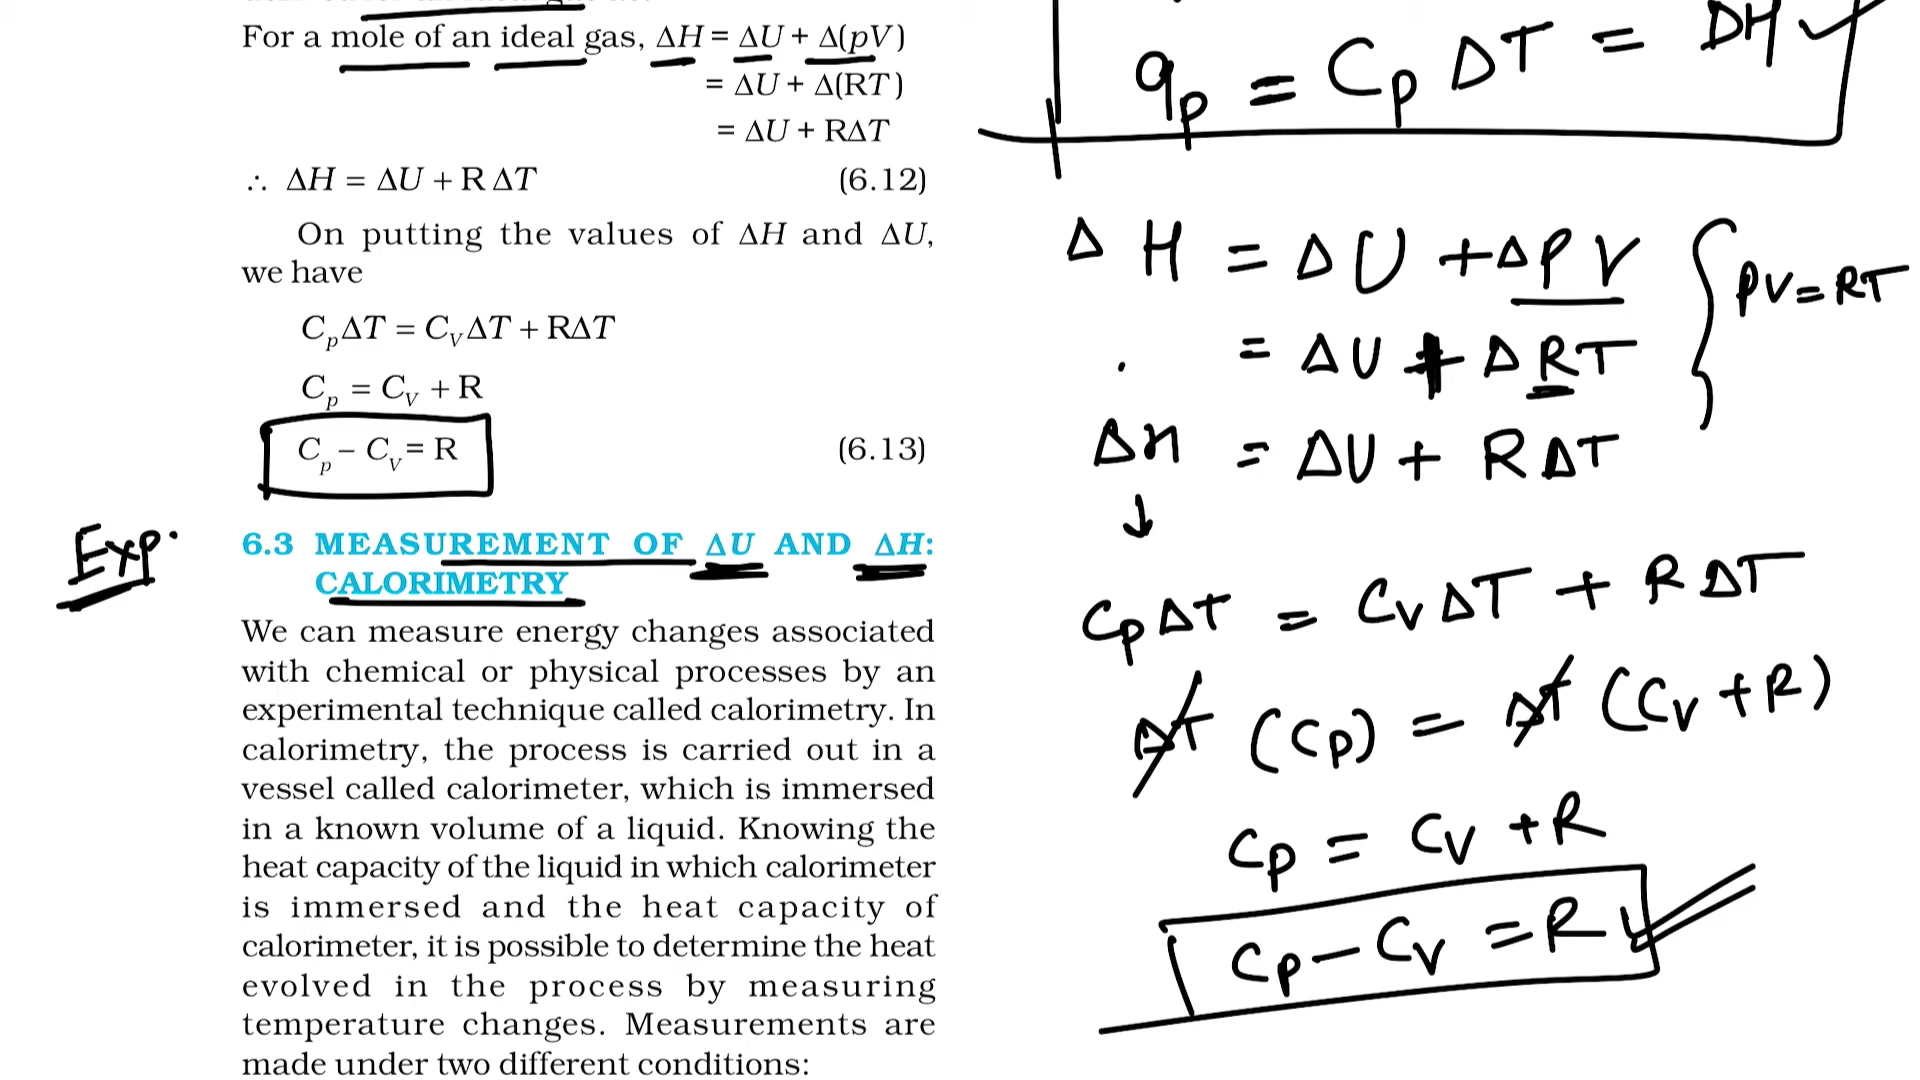 For a mole of an ideal gas, ΔH = ΔU + Δ(pV)
= ΔU + Δ(RT)
= ΔU + RΔT
∴ ΔH = ΔU + R ΔT (6.12)
On putting the values of ΔH and ΔU,
we have
CpΔT = CVΔT + RΔT
Cp = CV + R
Cp – CV = R (6.13)
Exp.
6.3 MEASUREMENT OF ΔU AND ΔH:
CALORIMETRY
We can measure energy changes associated
with chemical or physical processes by an
experimental technique called calorimetry. In
calorimetry, the process is carried out in a
vessel called calorimeter, which is immersed
in a known volume of a liquid. Knowing the
heat capacity of the liquid in which calorimeter
is immersed and the heat capacity of
calorimeter, it is possible to determine the heat
evolved in the process by measuring
temperature changes. Measurements are
made under two different conditions:
qp = Cp ΔT = ΔH
ΔH = ΔU + ΔPV
PV = RT
= ΔU + ΔRT
ΔH = ΔU + RΔT
↓
CpΔT = CVΔT + RΔT
ΔT (Cp) = ΔT (CV + R)
Cp = CV + R
Cp – CV = R